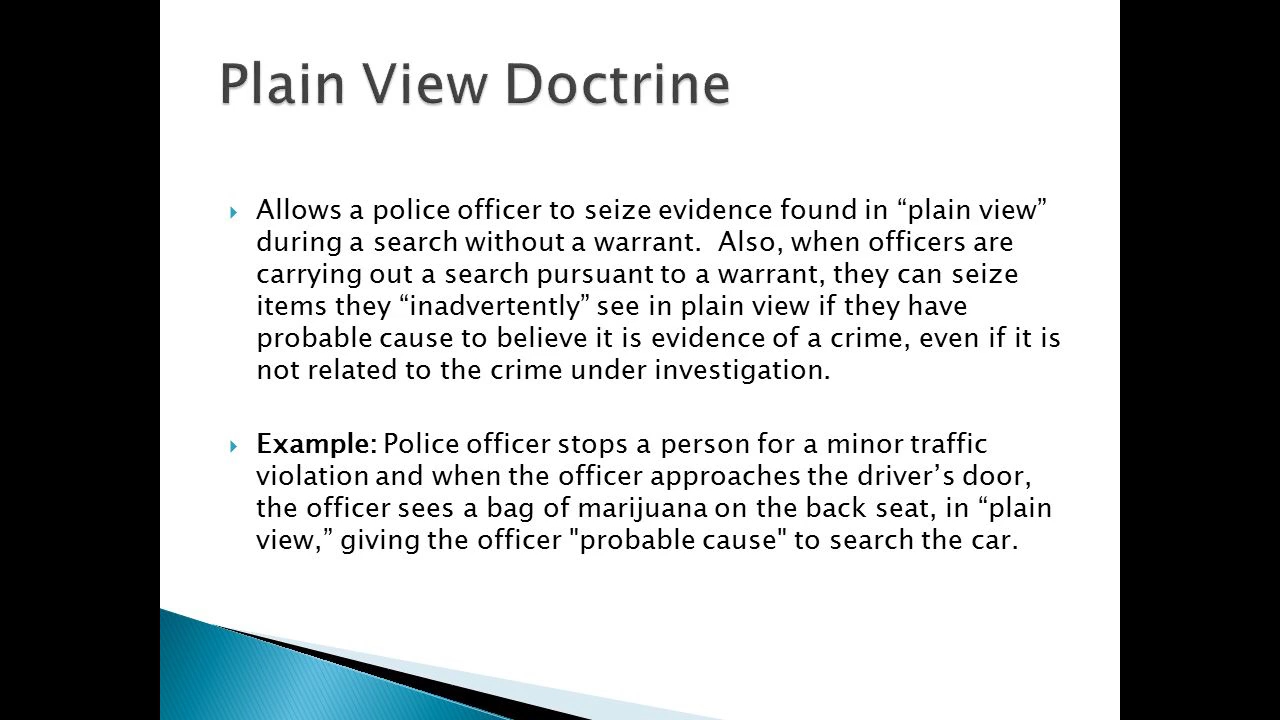 Plain View Doctrine
Allows a police officer to seize evidence found in “plain view”
during a search without a warrant.  Also, when officers are
carrying out a search pursuant to a warrant, they can seize
items they “inadvertently” see in plain view if they have
probable cause to believe it is evidence of a crime, even if it is
not related to the crime under investigation.
Example: Police officer stops a person for a minor traffic
violation and when the officer approaches the driver’s door,
the officer sees a bag of marijuana on the back seat, in “plain
view,” giving the officer "probable cause" to search the car.